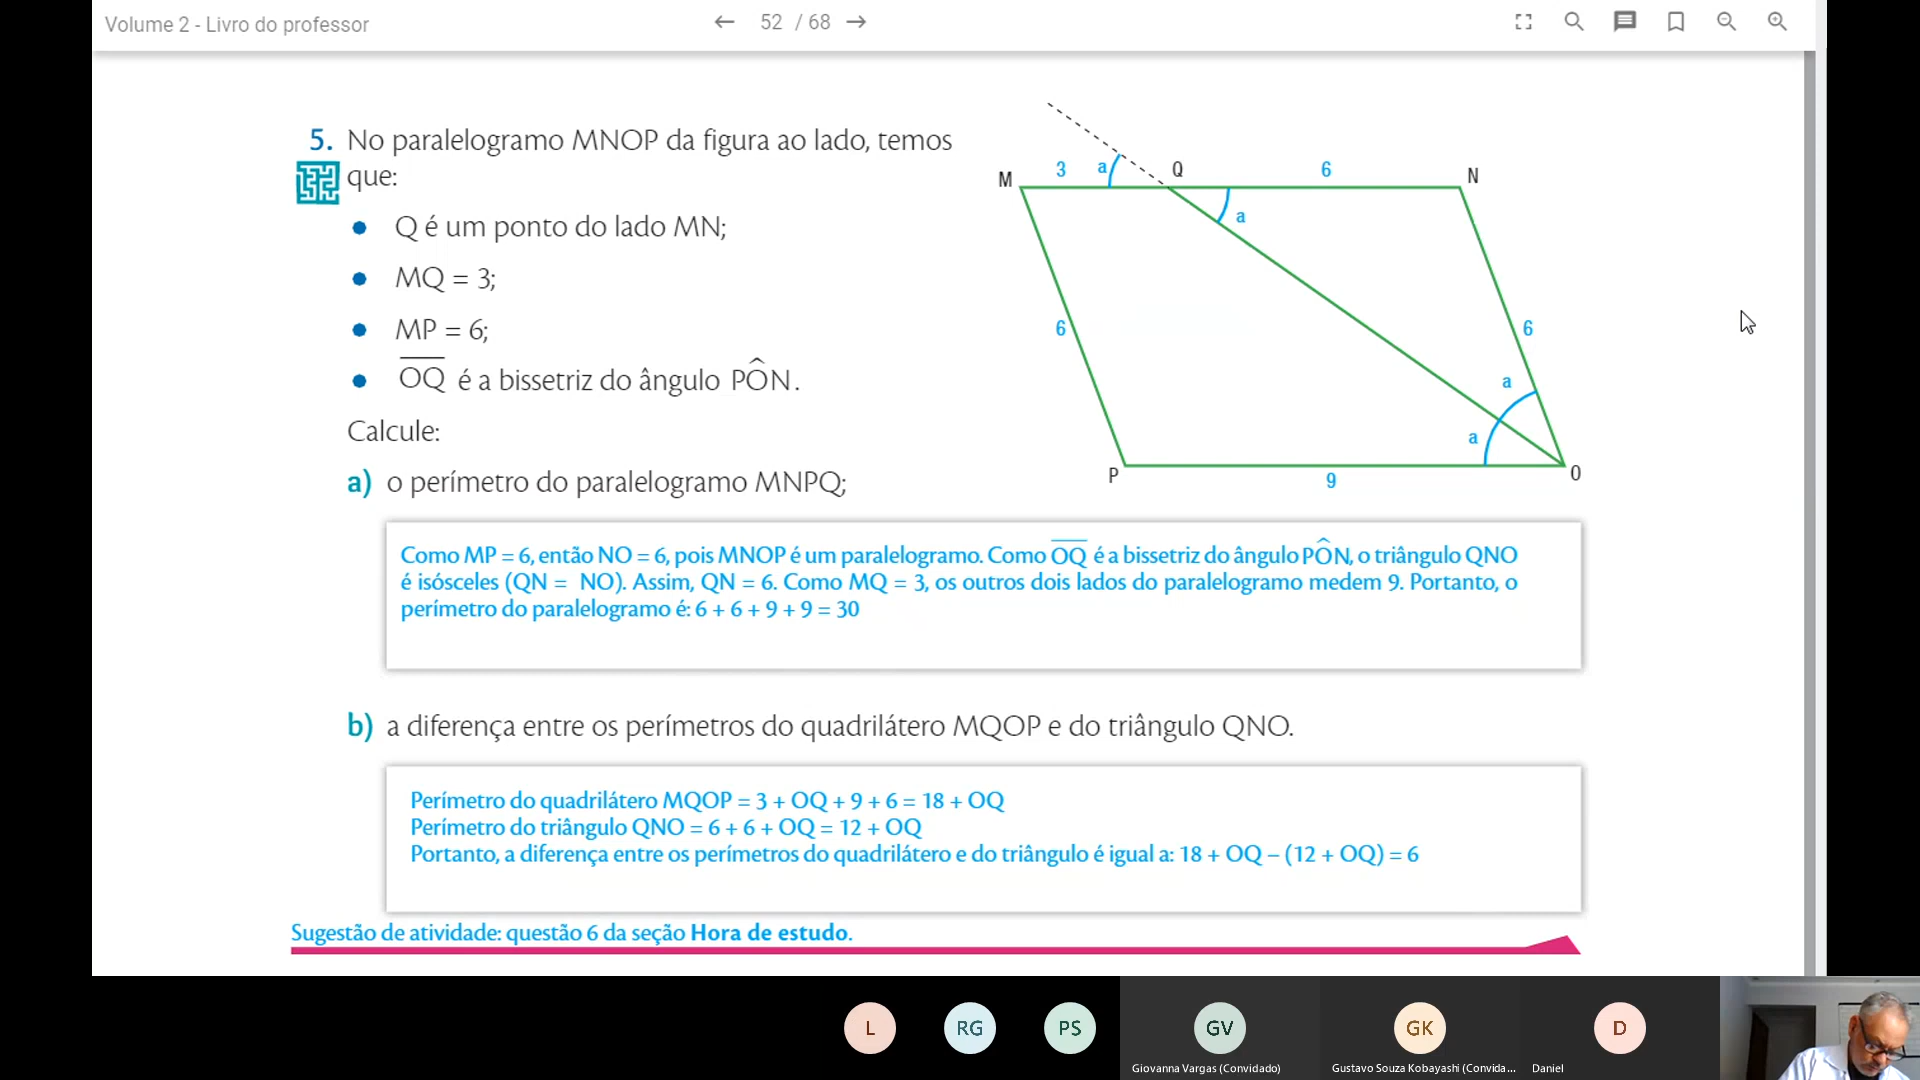 Volume 2 - Livro do professor
52 / 68
5. No paralelogramo MNOP da figura ao lado, temos
que:
Q é um ponto do lado MN;
MQ = 3;
MP = 6;
OQ é a bissetriz do ângulo PÔN.
Calcule:
a) o perímetro do paralelogramo MNPQ;
M 3 a Q 6 N
a
6 6
a
a
P 9 O
Como MP = 6, então NO = 6, pois MNOP é um paralelogramo. Como OQ é a bissetriz do ângulo PÔN, o triângulo QNO
é isósceles (QN = NO). Assim, QN = 6. Como MQ = 3, os outros dois lados do paralelogramo medem 9. Portanto, o
perímetro do paralelogramo é: 6 + 6 + 9 + 9 = 30
b) a diferença entre os perímetros do quadrilátero MQOP e do triângulo QNO.
Perímetro do quadrilátero MQOP = 3 + OQ + 9 + 6 = 18 + OQ
Perímetro do triângulo QNO = 6 + 6 + OQ = 12 + OQ
Portanto, a diferença entre os perímetros do quadrilátero e do triângulo é igual a: 18 + OQ – (12 + OQ) = 6
Sugestão de atividade: questão 6 da seção Hora de estudo.
L RG PS GV GK D
Giovanna Vargas (Convidado) Gustavo Souza Kobayashi (Convida... Daniel